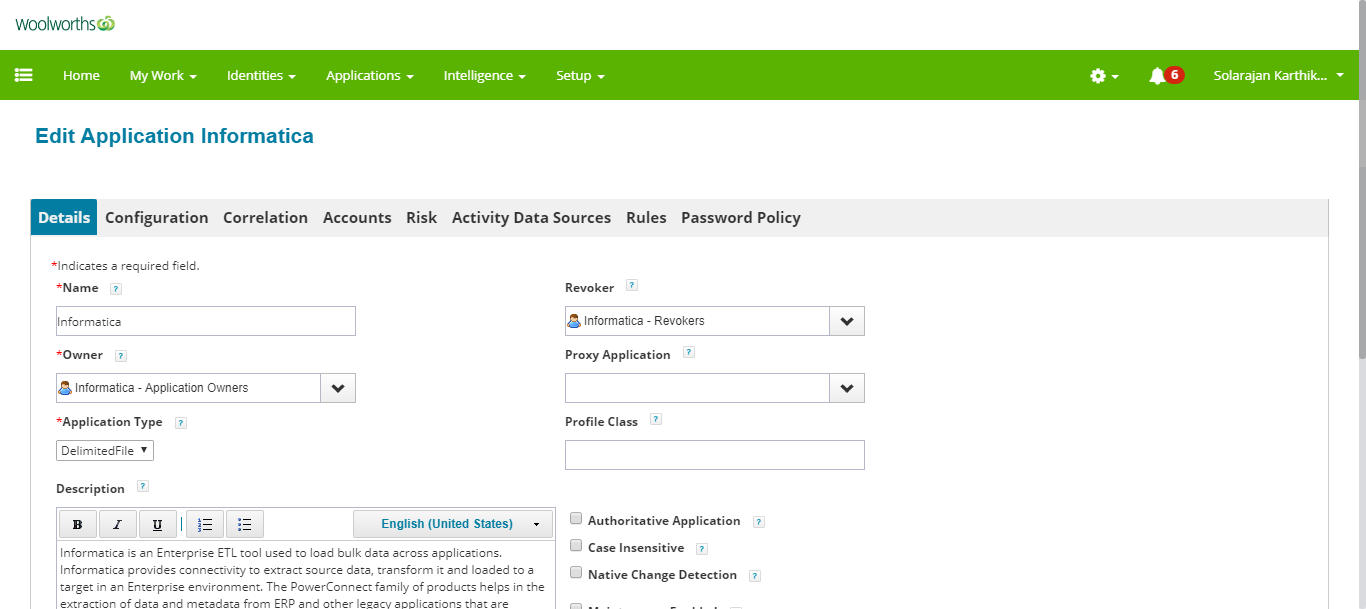 woolworths
Home My Work Identities Applications Intelligence Setup 6 Solarajan Karthik...
Edit Application Informatica
Details Configuration Correlation Accounts Risk Activity Data Sources Rules Password Policy
*Indicates a required field.
*Name ?
Informatica
Revoker ?
Informatica - Revokers
*Owner ?
Informatica - Application Owners
Proxy Application ?
*Application Type ?
DelimitedFile
Profile Class ?
Description ?
B I U English (United States)
Informatica is an Enterprise ETL tool used to load bulk data across applications.
Informatica provides connectivity to extract source data, transform it and loaded to a
target in an Enterprise environment. The PowerConnect family of products helps in the
extraction of data and metadata from ERP and other legacy applications that are
Authoritative Application ?
Case Insensitive ?
Native Change Detection ?